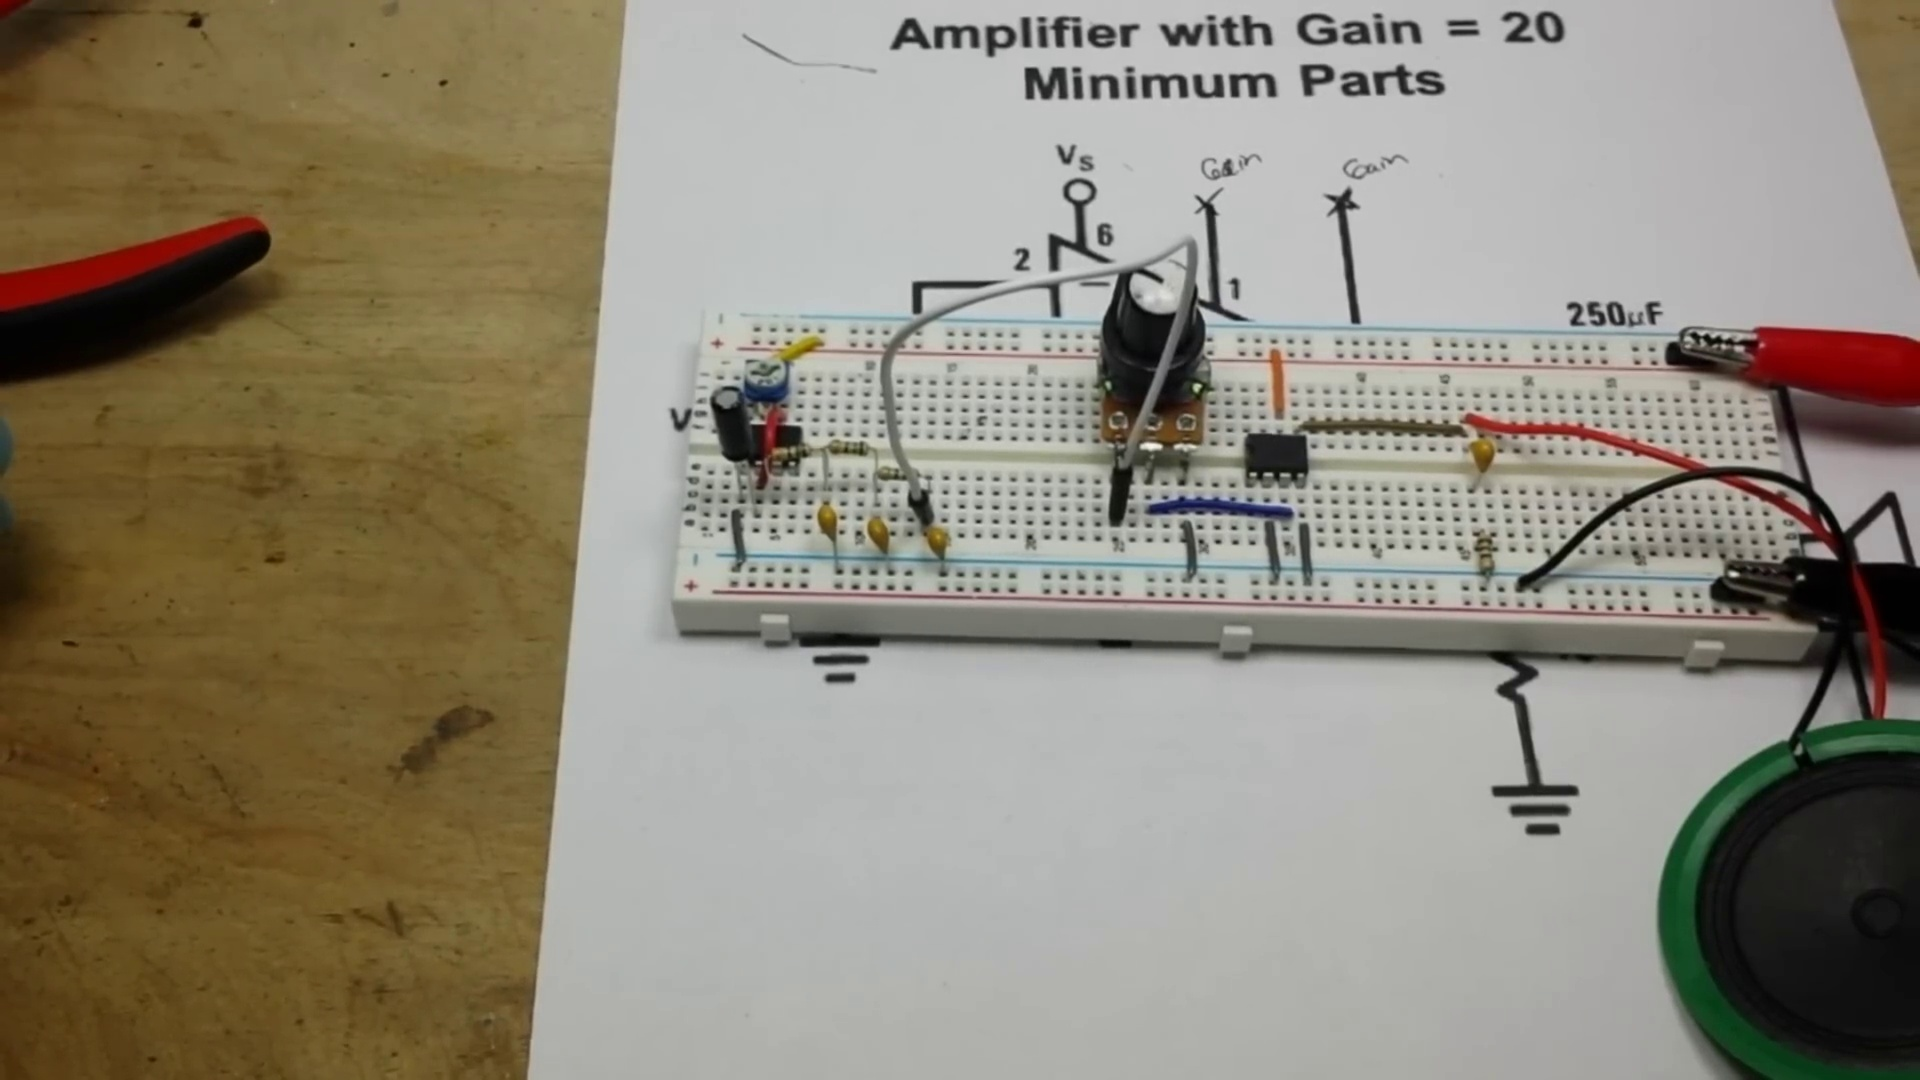 Amplifier with Gain = 20
Minimum Parts
Vs
Gain
Gain
6
2
1
250µF
V